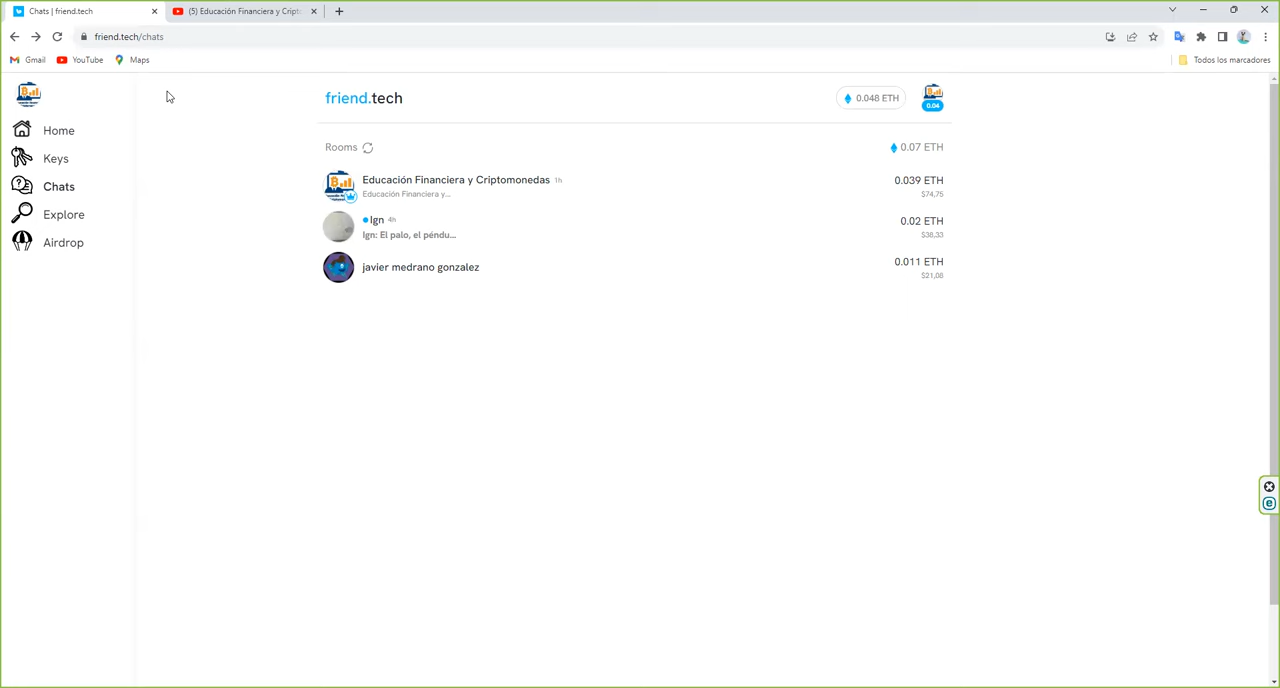 Chats | friend.tech
(5) Educación Financiera y Cript
friend.tech/chats
Gmail
YouTube
Maps
Todos los marcadores
Home
Keys
Chats
Explore
Airdrop
friend.tech
0.048 ETH
0.04
Rooms
0.07 ETH
Educación Financiera y Criptomonedas 1h
Educación Financiera y...
0.039 ETH
$74,75
Ign 4h
Ign: El palo, el péndu...
0.02 ETH
$38,33
javier medrano gonzalez
0.011 ETH
$21,08